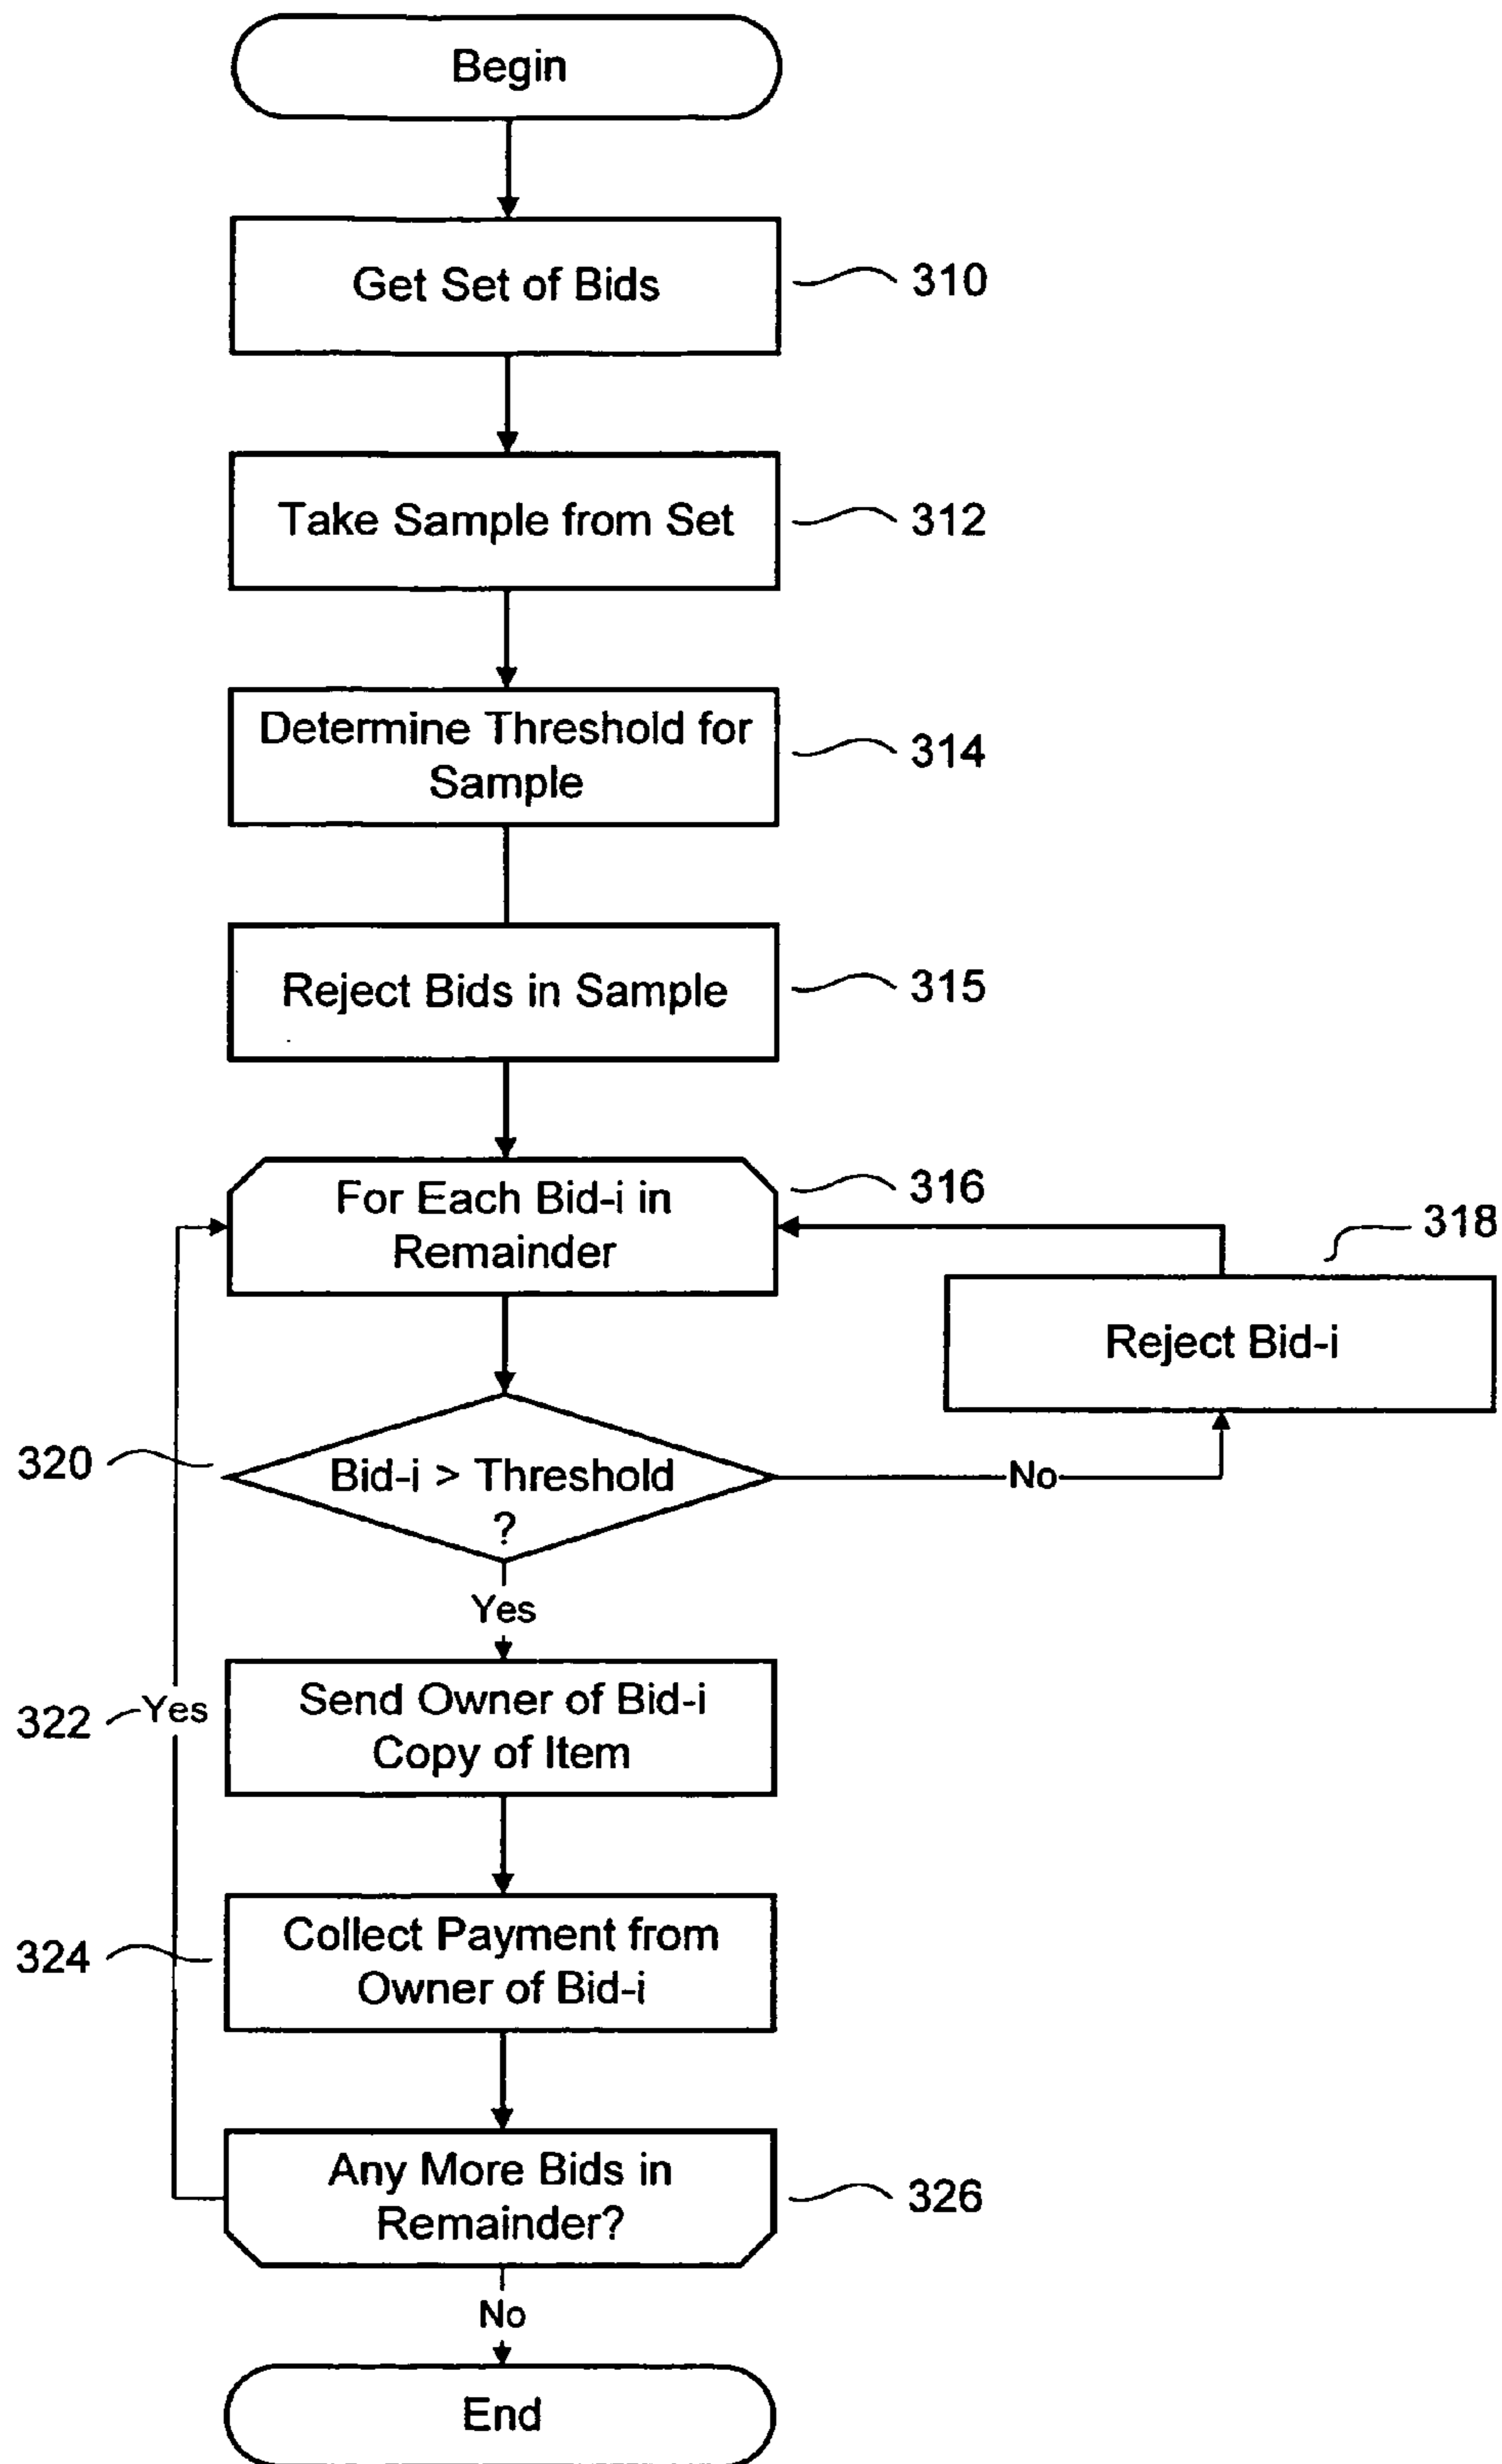 Begin
Get Set of Bids
310
Take Sample from Set
312
Determine Threshold for
Sample
314
Reject Bids in Sample
315
For Each Bid-i in
Remainder
316
318
Reject Bid-i
320
Bid-i > Threshold
?
No
Yes
Send Owner of Bid-i
Copy of Item
322
Yes
Collect Payment from
Owner of Bid-i
324
Any More Bids in
Remainder?
326
No
End